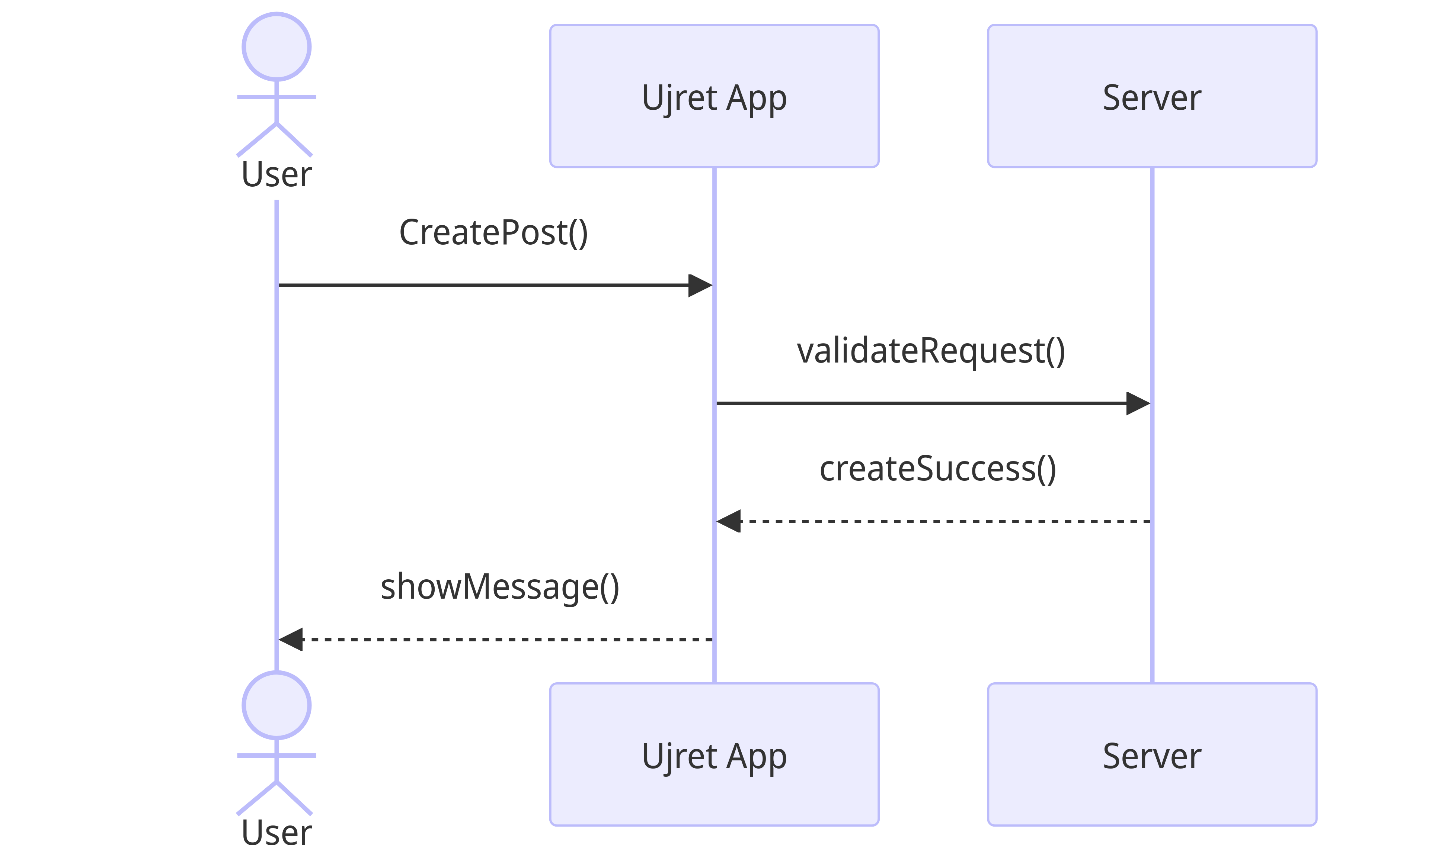 Ujret App
Server
User
CreatePost()
validateRequest()
createSuccess()
showMessage()
Ujret App
Server
User